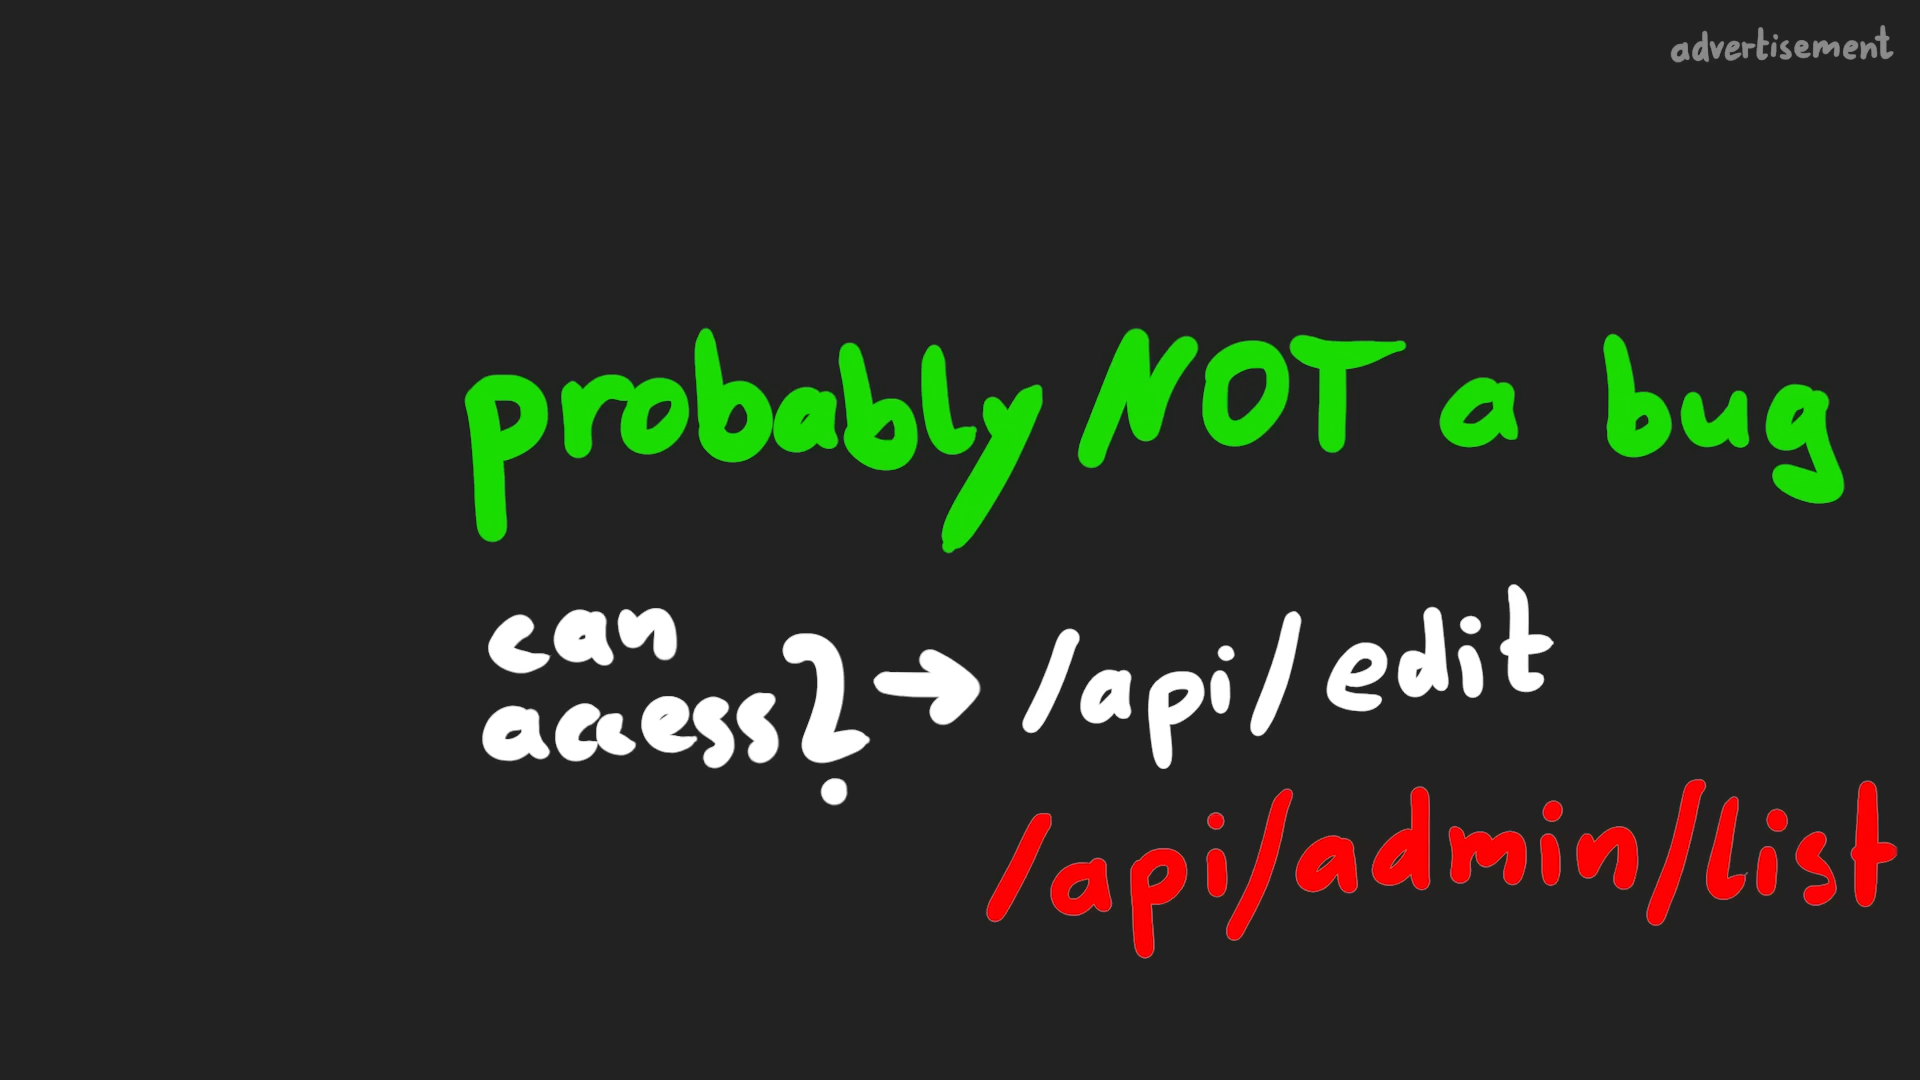 advertisement
probably NOT a bug
can
access? → /api/edit
/api/admin/list